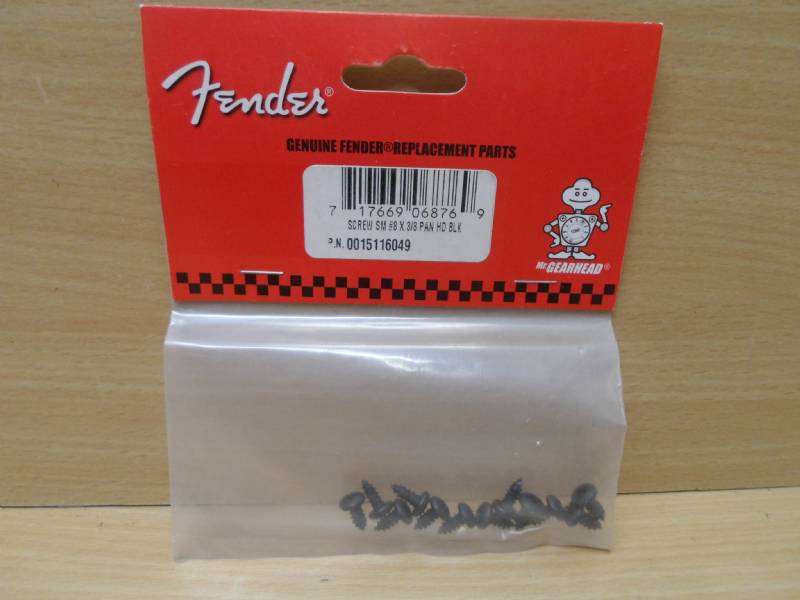 Fender®
GENUINE FENDER®REPLACEMENT PARTS
7 17669 06876 9
SCREW SM #8 X 3/8 PAN HD BLK
P.N. 0015116049
Mr. GEARHEAD®